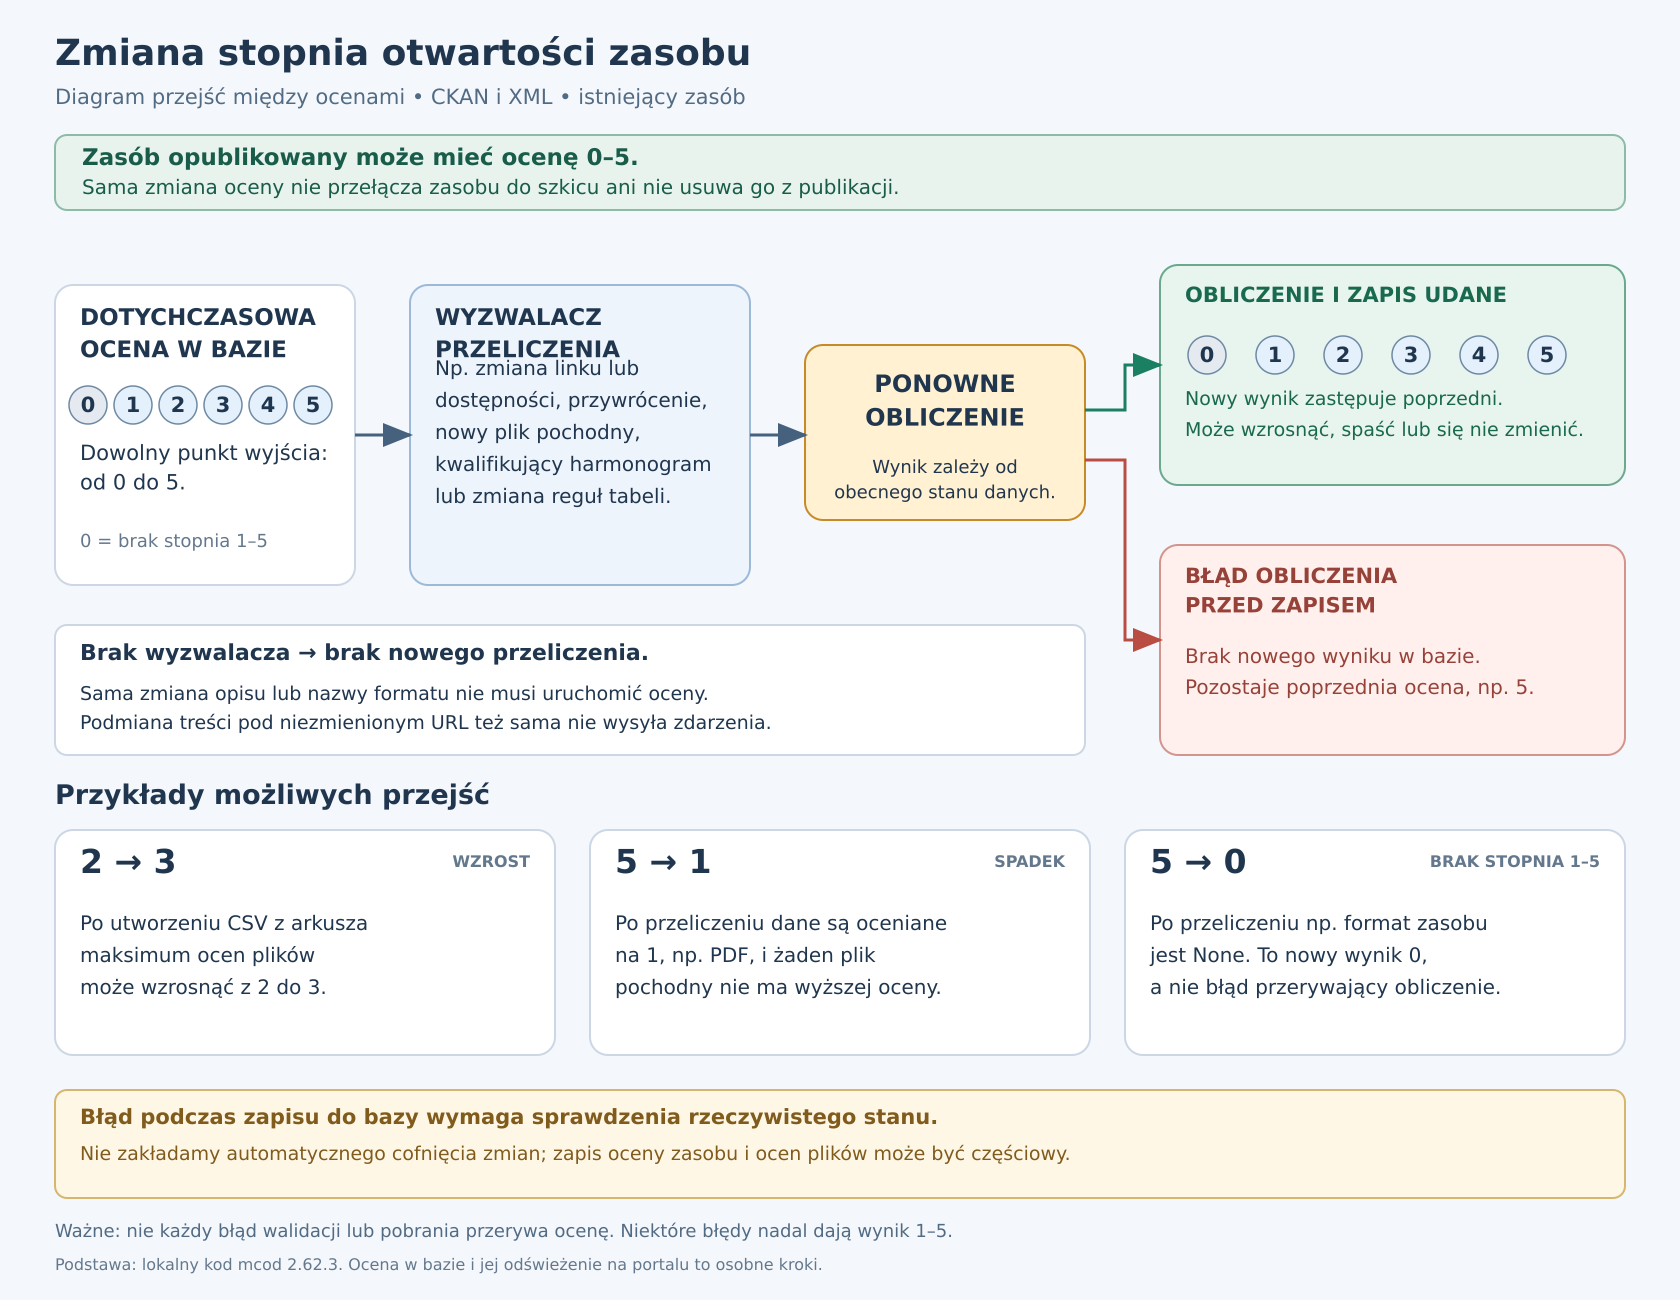 Zmiana stopnia otwartości zasobu
Diagram przejść między ocenami • CKAN i XML • istniejący zasób
Zasób opublikowany może mieć ocenę 0–5.
Sama zmiana oceny nie przełącza zasobu do szkicu ani nie usuwa go z publikacji.
DOTYCHCZASOWA
OCENA W BAZIE
0 1 2 3 4 5
Dowolny punkt wyjścia:
od 0 do 5.
0 = brak stopnia 1–5
WYZWALACZ
PRZELICZENIA
Np. zmiana linku lub
dostępności, przywrócenie,
nowy plik pochodny,
kwalifikujący harmonogram
lub zmiana reguł tabeli.
PONOWNE
OBLICZENIE
Wynik zależy od
obecnego stanu danych.
OBLICZENIE I ZAPIS UDANE
0 1 2 3 4 5
Nowy wynik zastępuje poprzedni.
Może wzrosnąć, spaść lub się nie zmienić.
BŁĄD OBLICZENIA
PRZED ZAPISEM
Brak nowego wyniku w bazie.
Pozostaje poprzednia ocena, np. 5.
Brak wyzwalacza → brak nowego przeliczenia.
Sama zmiana opisu lub nazwy formatu nie musi uruchomić oceny.
Podmiana treści pod niezmienionym URL też sama nie wysyła zdarzenia.
Przykłady możliwych przejść
2 → 3 WZROST
Po utworzeniu CSV z arkusza
maksimum ocen plików
może wzrosnąć z 2 do 3.
5 → 1 SPADEK
Po przeliczeniu dane są oceniane
na 1, np. PDF, i żaden plik
pochodny nie ma wyższej oceny.
5 → 0 BRAK STOPNIA 1–5
Po przeliczeniu np. format zasobu
jest None. To nowy wynik 0,
a nie błąd przerywający obliczenie.
Błąd podczas zapisu do bazy wymaga sprawdzenia rzeczywistego stanu.
Nie zakładamy automatycznego cofnięcia zmian; zapis oceny zasobu i ocen plików może być częściowy.
Ważne: nie każdy błąd walidacji lub pobrania przerywa ocenę. Niektóre błędy nadal dają wynik 1–5.
Podstawa: lokalny kod mcod 2.62.3. Ocena w bazie i jej odświeżenie na portalu to osobne kroki.